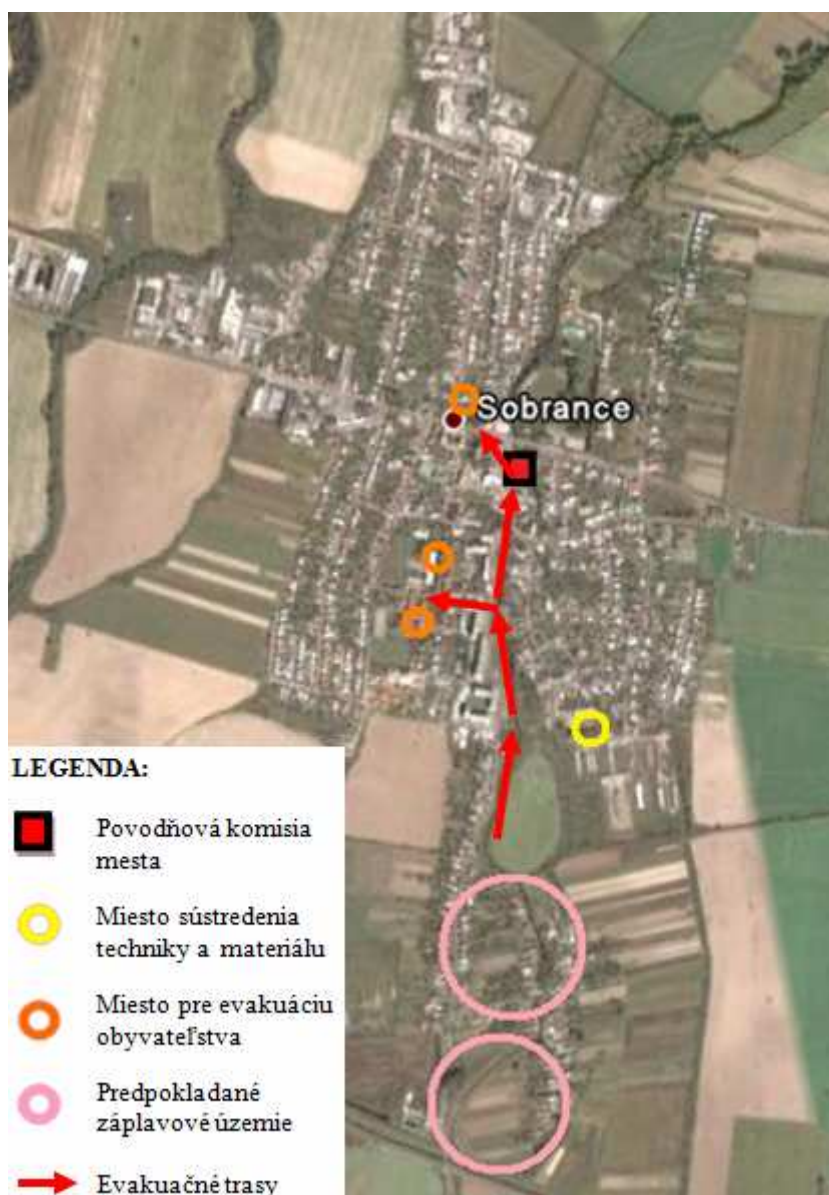 Sobrance
LEGENDA:
Povodňová komisia
mesta
Miesto sústredenia
techniky a materiálu
Miesto pre evakuáciu
obyvateľstva
Predpokladané
záplavové územie
Evakuačné trasy